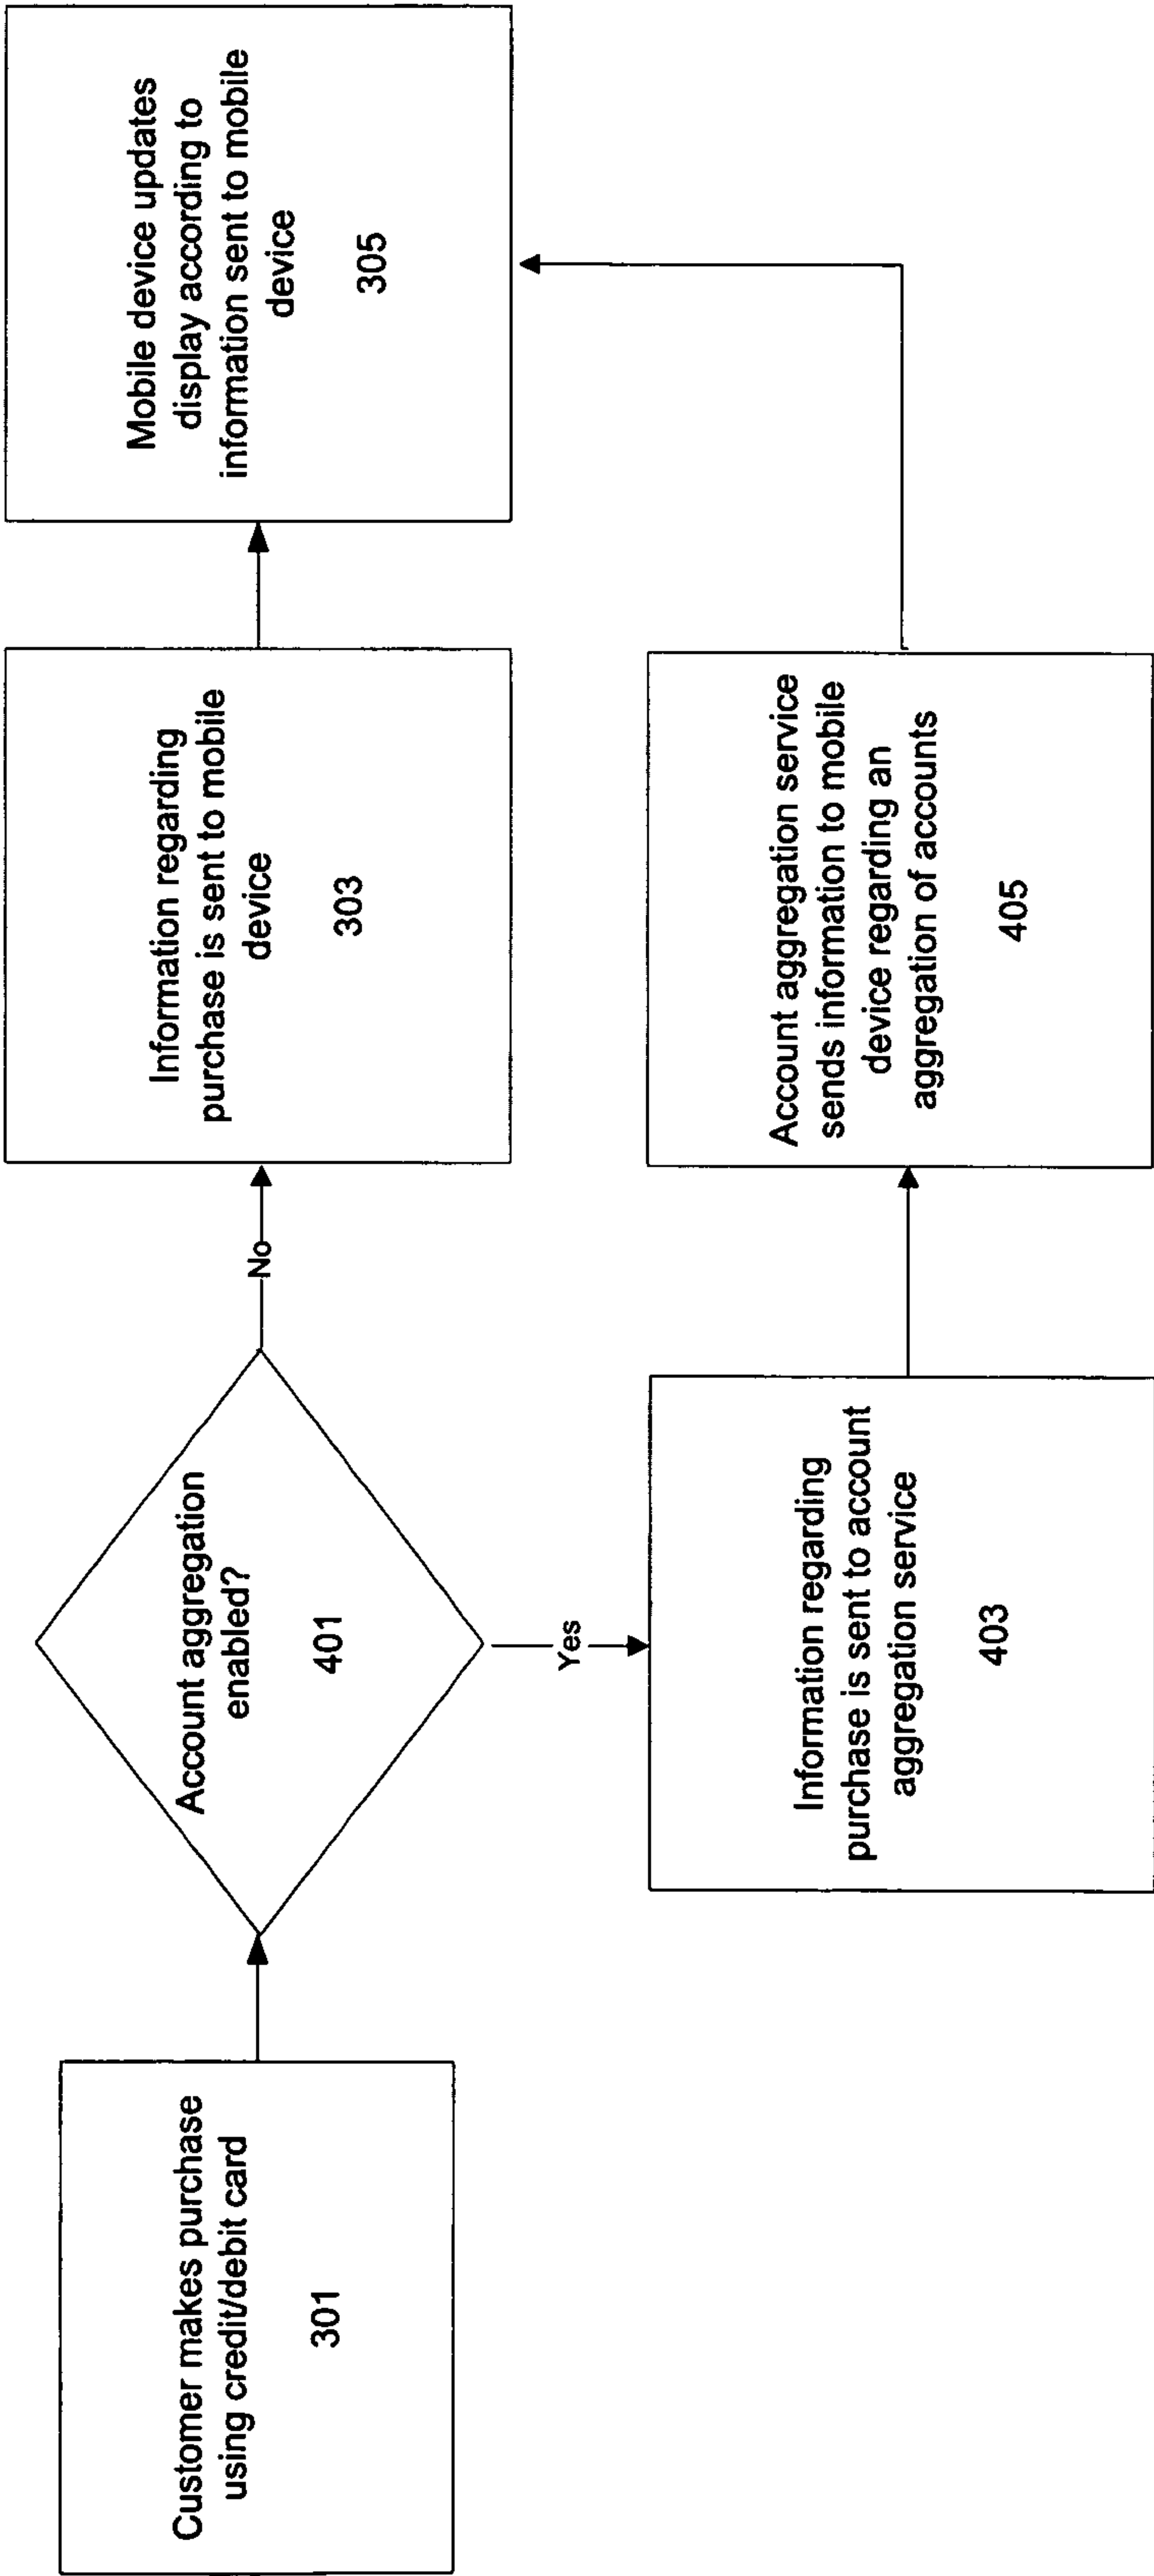 Customer makes purchase
using credit/debit card
301
Account aggregation
enabled?
401
No
Yes
Information regarding
purchase is sent to mobile
device
303
Mobile device updates
display according to
information sent to mobile
device
305
Information regarding
purchase is sent to account
aggregation service
403
Account aggregation service
sends information to mobile
device regarding an
aggregation of accounts
405